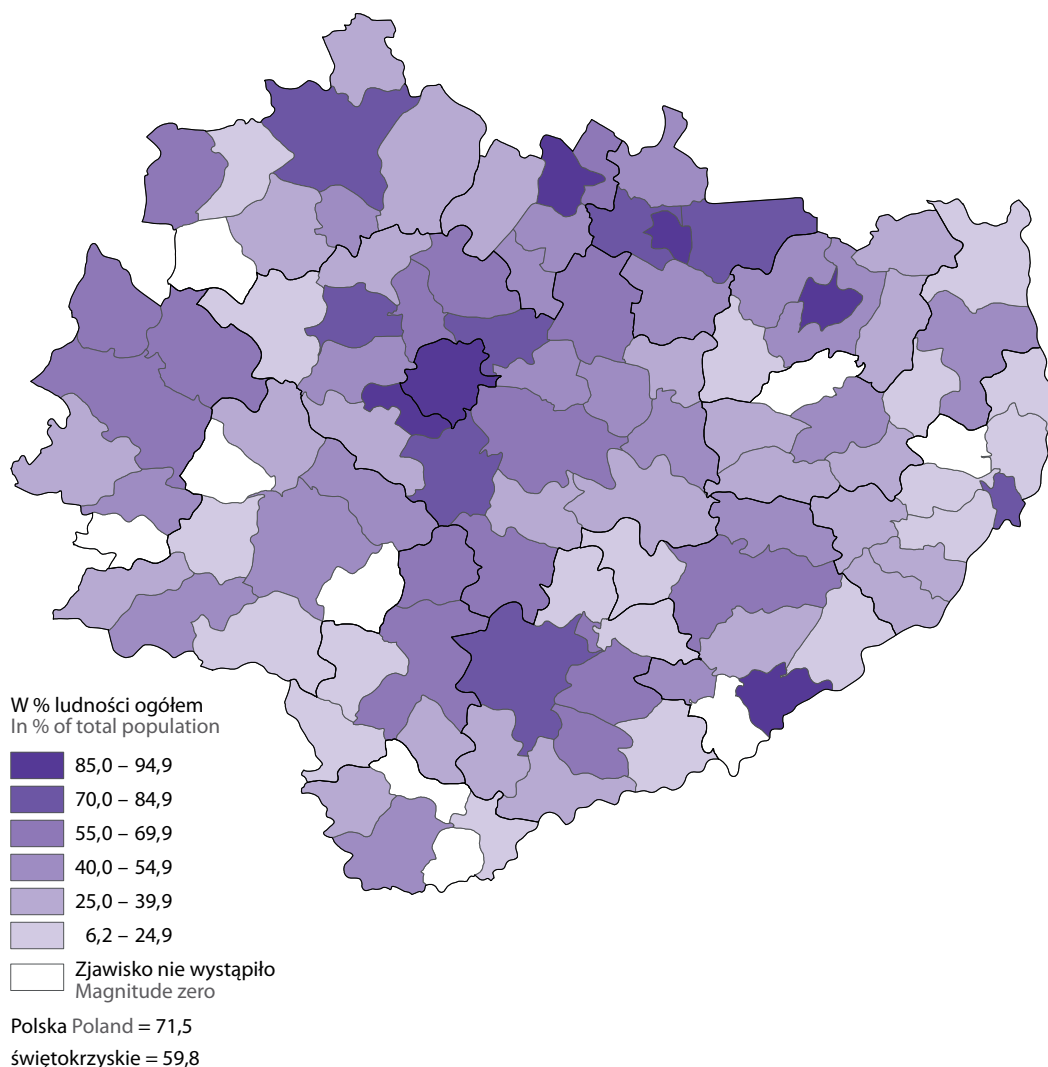 W % ludności ogółem
In % of total population
85,0 – 94,9
70,0 – 84,9
55,0 – 69,9
40,0 – 54,9
25,0 – 39,9
6,2 – 24,9
Zjawisko nie wystąpiło
Magnitude zero
Polska Poland = 71,5
świętokrzyskie = 59,8